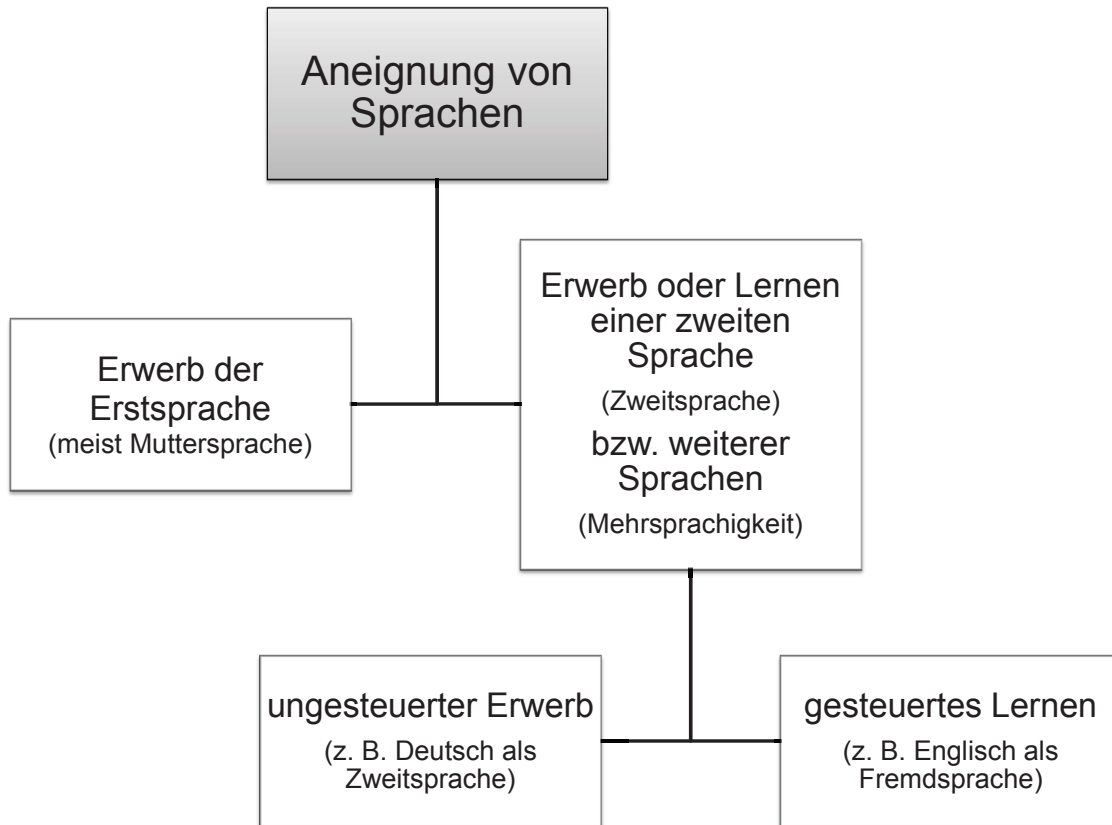 Aneignung von
Sprachen
Erwerb der
Erstsprache
(meist Muttersprache)
Erwerb oder Lernen
einer zweiten
Sprache
(Zweitsprache)
bzw. weiterer
Sprachen
(Mehrsprachigkeit)
ungesteuerter Erwerb
(z. B. Deutsch als
Zweitsprache)
gesteuertes Lernen
(z. B. Englisch als
Fremdsprache)